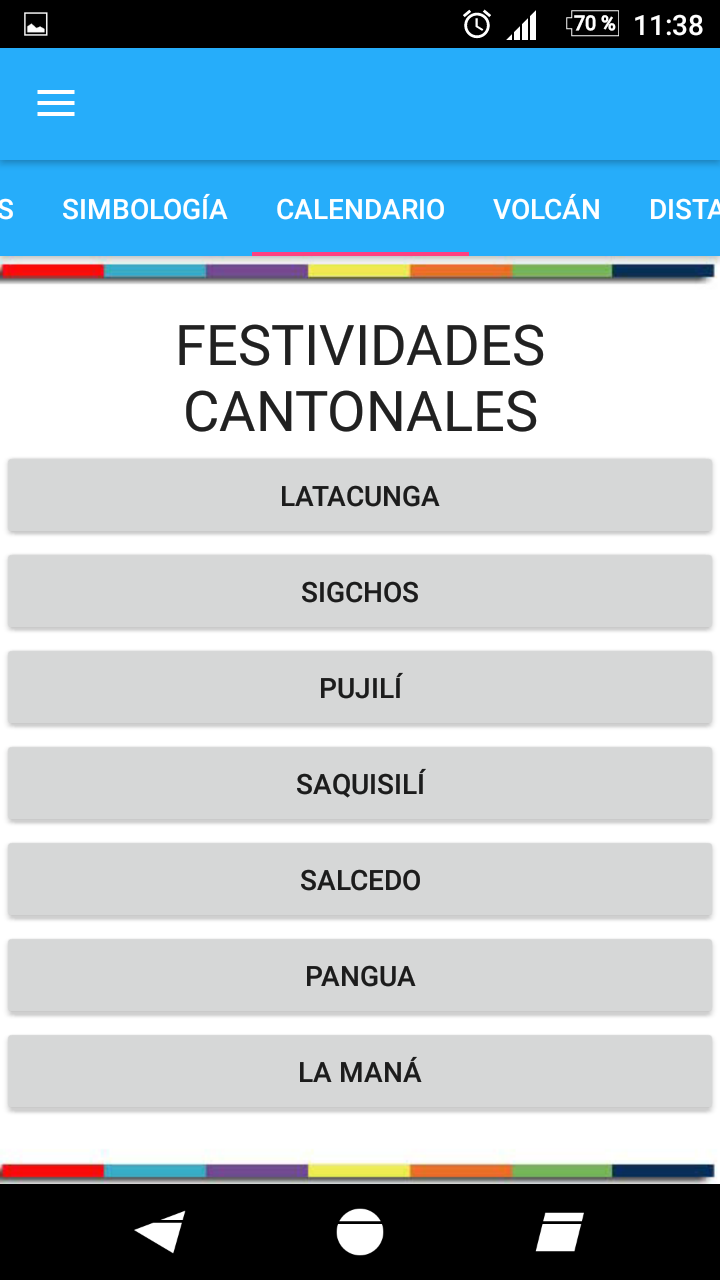 70 % 11:38
S SIMBOLOGÍA CALENDARIO VOLCÁN DISTA
FESTIVIDADES
CANTONALES
LATACUNGA
SIGCHOS
PUJILÍ
SAQUISILÍ
SALCEDO
PANGUA
LA MANÁ